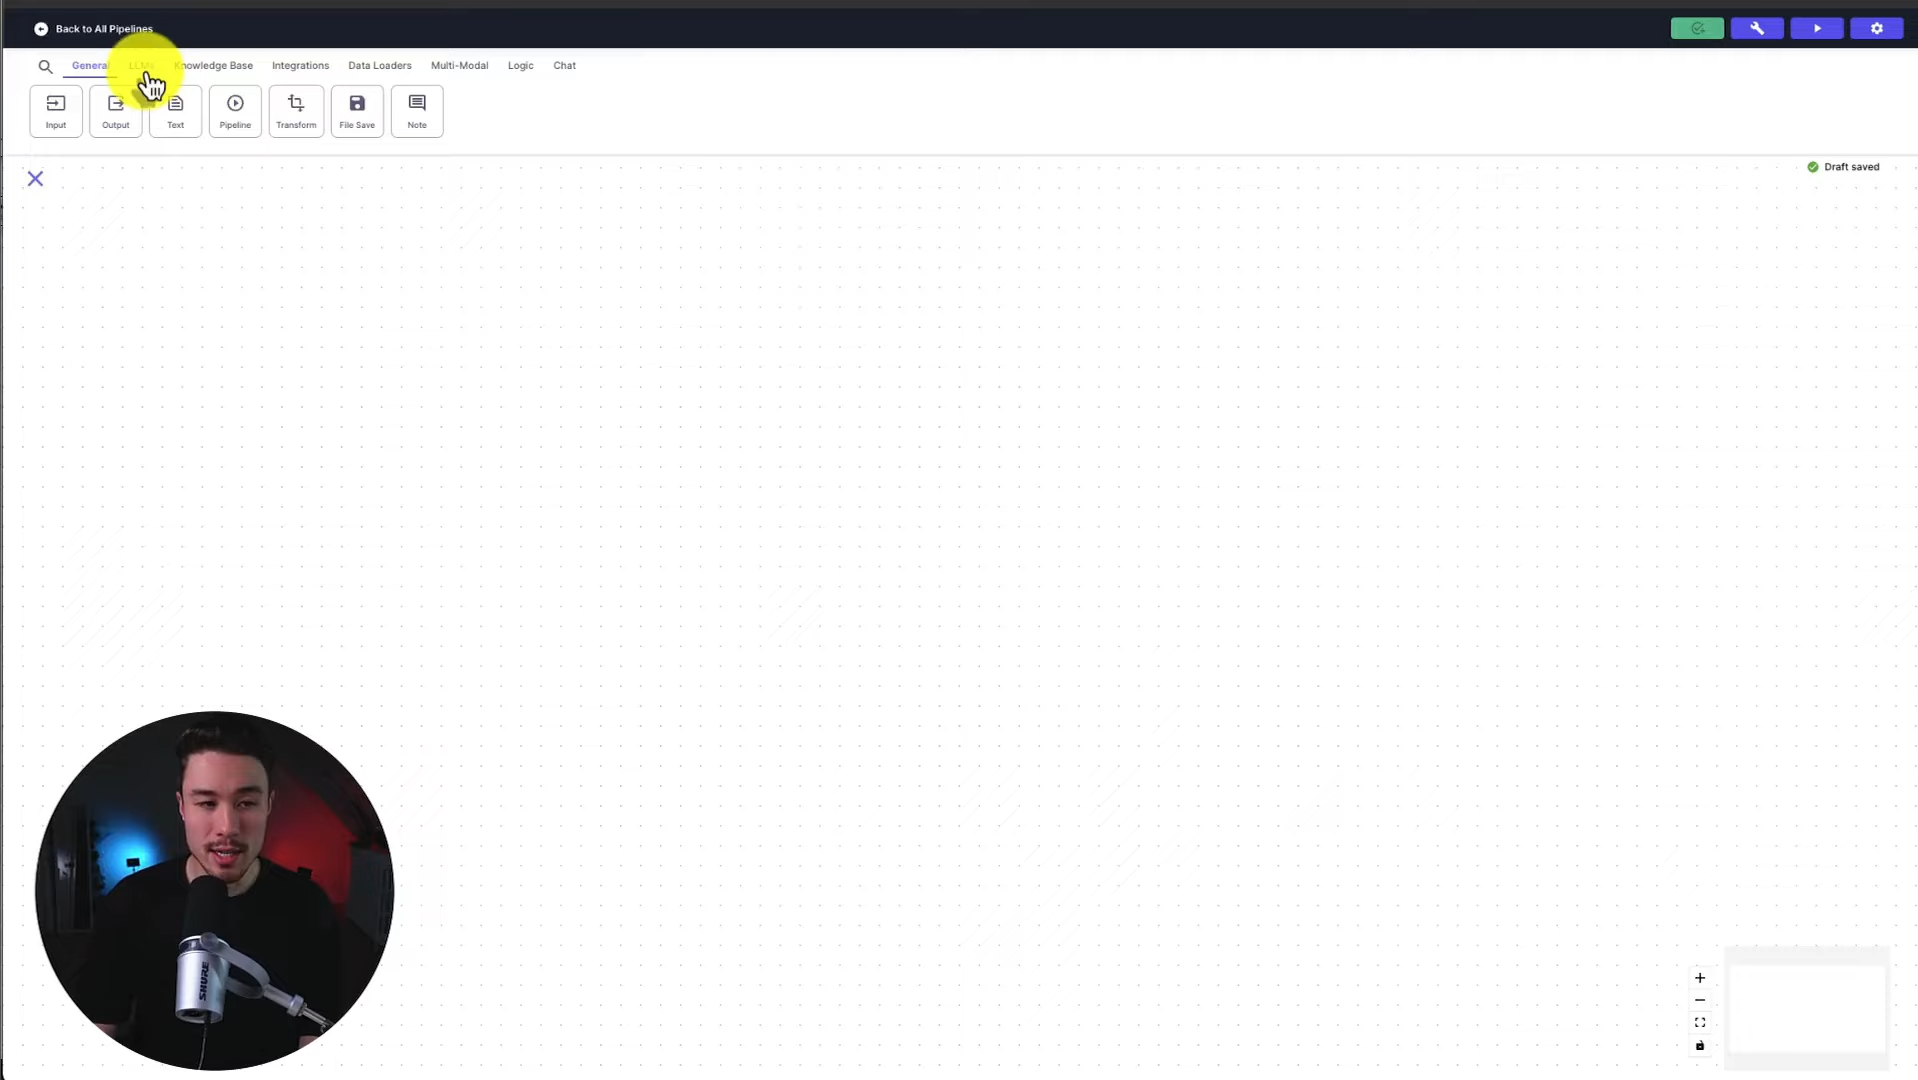 Back to All Pipelines
General LLMs Knowledge Base Integrations Data Loaders Multi-Modal Logic Chat
Input Output Text Pipeline Transform File Save Note
Draft saved
SHURE